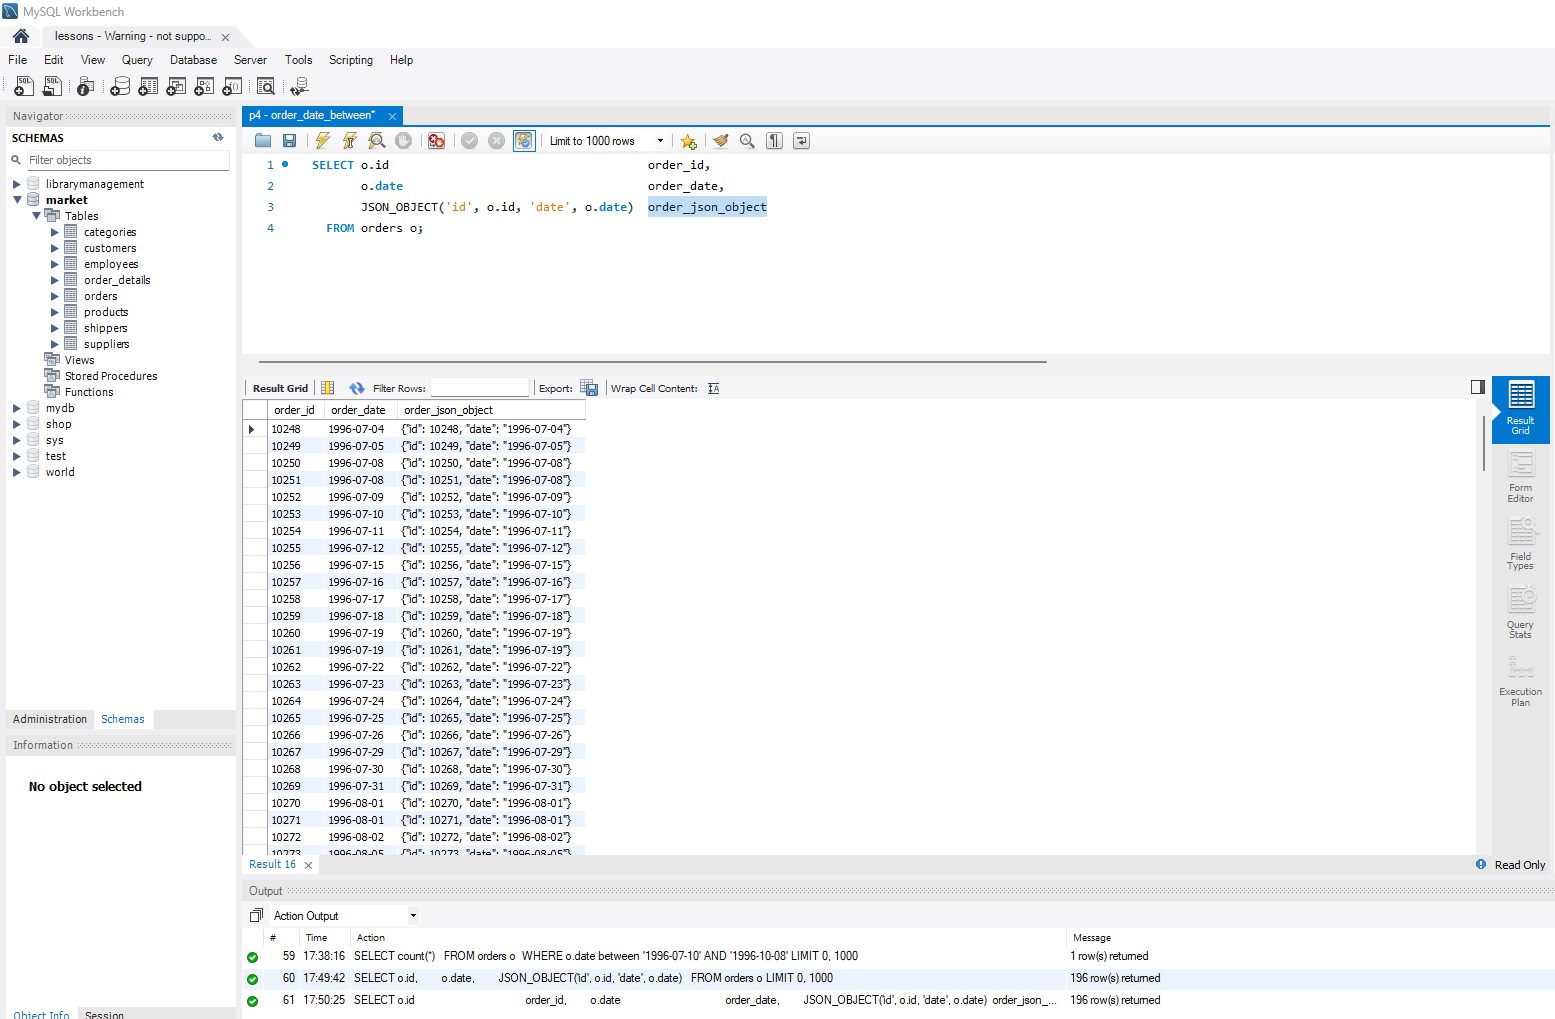 MySQL Workbench
lessons - Warning - not suppo...
File Edit View Query Database Server Tools Scripting Help
Navigator
SCHEMAS
Filter objects
librarymanagement
market
Tables
categories
customers
employees
order_details
orders
products
shippers
suppliers
Views
Stored Procedures
Functions
mydb
shop
sys
test
world
Administration Schemas
Information
No object selected
Object Info Session
p4 - order_date_between*
Limit to 1000 rows
1 SELECT o.id order_id,
2 o.date order_date,
3 JSON_OBJECT('id', o.id, 'date', o.date) order_json_object
4 FROM orders o;
Result Grid Filter Rows: Export: Wrap Cell Content:
order_id order_date order_json_object
10248 1996-07-04 {"id": 10248, "date": "1996-07-04"}
10249 1996-07-05 {"id": 10249, "date": "1996-07-05"}
10250 1996-07-08 {"id": 10250, "date": "1996-07-08"}
10251 1996-07-08 {"id": 10251, "date": "1996-07-08"}
10252 1996-07-09 {"id": 10252, "date": "1996-07-09"}
10253 1996-07-10 {"id": 10253, "date": "1996-07-10"}
10254 1996-07-11 {"id": 10254, "date": "1996-07-11"}
10255 1996-07-12 {"id": 10255, "date": "1996-07-12"}
10256 1996-07-15 {"id": 10256, "date": "1996-07-15"}
10257 1996-07-16 {"id": 10257, "date": "1996-07-16"}
10258 1996-07-17 {"id": 10258, "date": "1996-07-17"}
10259 1996-07-18 {"id": 10259, "date": "1996-07-18"}
10260 1996-07-19 {"id": 10260, "date": "1996-07-19"}
10261 1996-07-19 {"id": 10261, "date": "1996-07-19"}
10262 1996-07-22 {"id": 10262, "date": "1996-07-22"}
10263 1996-07-23 {"id": 10263, "date": "1996-07-23"}
10264 1996-07-24 {"id": 10264, "date": "1996-07-24"}
10265 1996-07-25 {"id": 10265, "date": "1996-07-25"}
10266 1996-07-26 {"id": 10266, "date": "1996-07-26"}
10267 1996-07-29 {"id": 10267, "date": "1996-07-29"}
10268 1996-07-30 {"id": 10268, "date": "1996-07-30"}
10269 1996-07-31 {"id": 10269, "date": "1996-07-31"}
10270 1996-08-01 {"id": 10270, "date": "1996-08-01"}
10271 1996-08-01 {"id": 10271, "date": "1996-08-01"}
10272 1996-08-02 {"id": 10272, "date": "1996-08-02"}
10273 1996-08-05 {"id": 10273, "date": "1996-08-05"}
Result Grid
Form Editor
Field Types
Query Stats
Execution Plan
Result 16
Read Only
Output
Action Output
# Time Action Message
59 17:38:16 SELECT count(*) FROM orders o WHERE o.date between '1996-07-10' AND '1996-10-08' LIMIT 0, 1000 1 row(s) returned
60 17:49:42 SELECT o.id, o.date, JSON_OBJECT('id', o.id, 'date', o.date) FROM orders o LIMIT 0, 1000 196 row(s) returned
61 17:50:25 SELECT o.id order_id, o.date order_date, JSON_OBJECT('id', o.id, 'date', o.date) order_json_... 196 row(s) returned